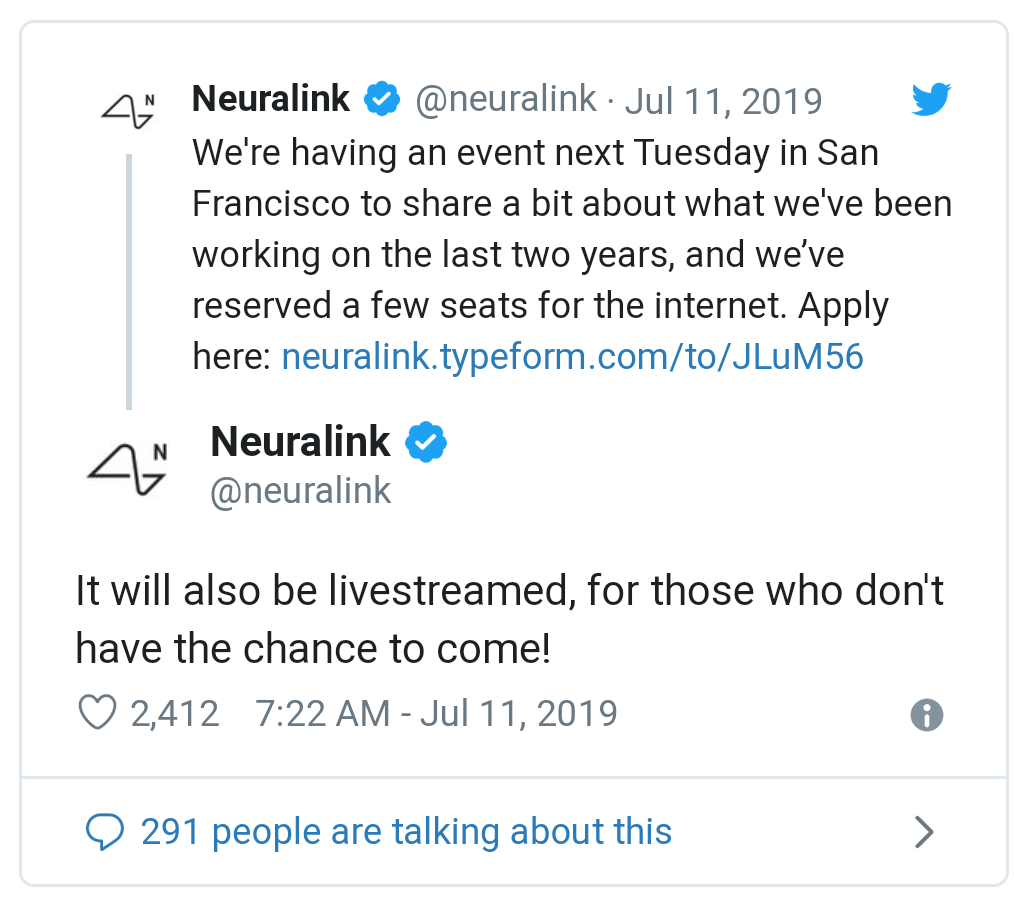 N
Neuralink @neuralink · Jul 11, 2019
We're having an event next Tuesday in San
Francisco to share a bit about what we've been
working on the last two years, and we’ve
reserved a few seats for the internet. Apply
here: neuralink.typeform.com/to/JLuM56
N
Neuralink
@neuralink
It will also be livestreamed, for those who don't
have the chance to come!
2,412 7:22 AM - Jul 11, 2019
291 people are talking about this